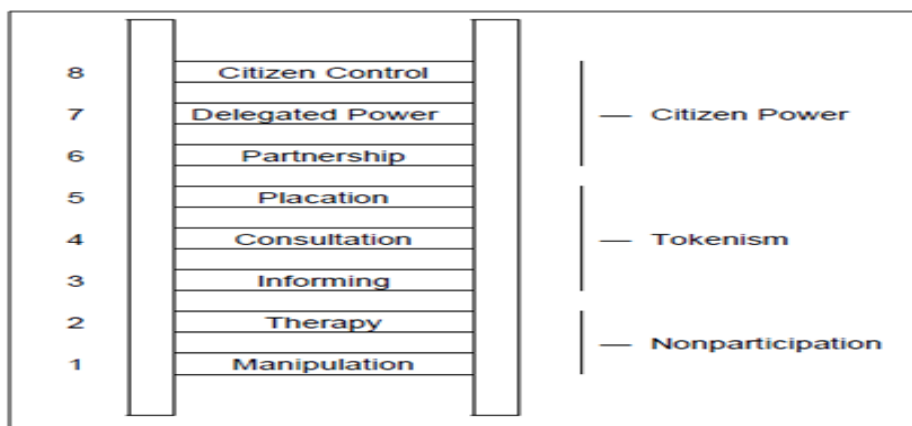 8 Citizen Control
7 Delegated Power — Citizen Power
6 Partnership
5 Placation
4 Consultation — Tokenism
3 Informing
2 Therapy
— Nonparticipation
1 Manipulation